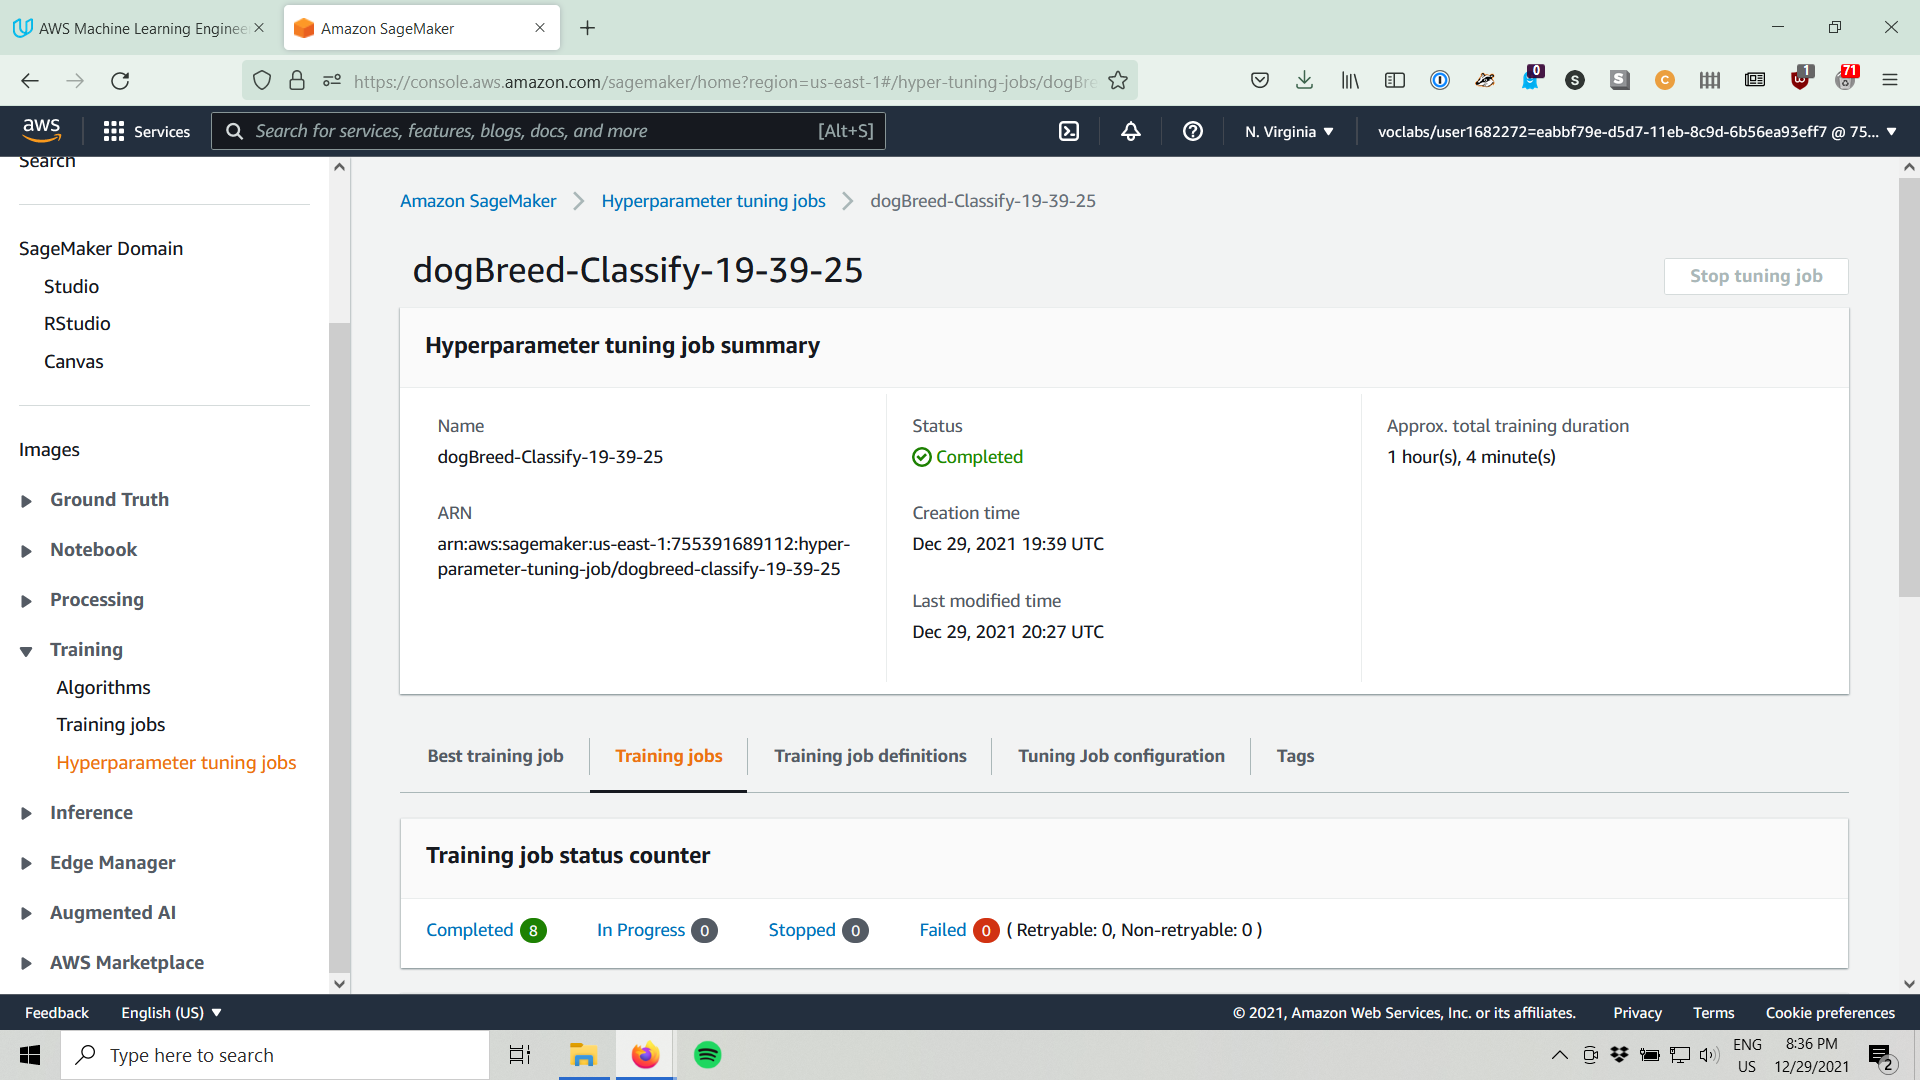 AWS Machine Learning Enginee
Amazon SageMaker
https://console.aws.amazon.com/sagemaker/home?region=us-east-1#/hyper-tuning-jobs/dogBre
0
S
S
C
1
71
aws
Services
Search for services, features, blogs, docs, and more
[Alt+S]
N. Virginia ▼
voclabs/user1682272=eabbf79e-d5d7-11eb-8c9d-6b56ea93eff7 @ 75... ▼
Search
SageMaker Domain
Studio
RStudio
Canvas
Images
Ground Truth
Notebook
Processing
Training
Algorithms
Training jobs
Hyperparameter tuning jobs
Inference
Edge Manager
Augmented AI
AWS Marketplace
Amazon SageMaker > Hyperparameter tuning jobs > dogBreed-Classify-19-39-25
dogBreed-Classify-19-39-25
Stop tuning job
Hyperparameter tuning job summary
Name
dogBreed-Classify-19-39-25
ARN
arn:aws:sagemaker:us-east-1:755391689112:hyper-
parameter-tuning-job/dogbreed-classify-19-39-25
Status
Completed
Creation time
Dec 29, 2021 19:39 UTC
Last modified time
Dec 29, 2021 20:27 UTC
Approx. total training duration
1 hour(s), 4 minute(s)
Best training job
Training jobs
Training job definitions
Tuning Job configuration
Tags
Training job status counter
Completed 8
In Progress 0
Stopped 0
Failed 0 ( Retryable: 0, Non-retryable: 0 )
Feedback
English (US) ▼
© 2021, Amazon Web Services, Inc. or its affiliates.
Privacy
Terms
Cookie preferences
Type here to search
ENG
US
8:36 PM
12/29/2021
2